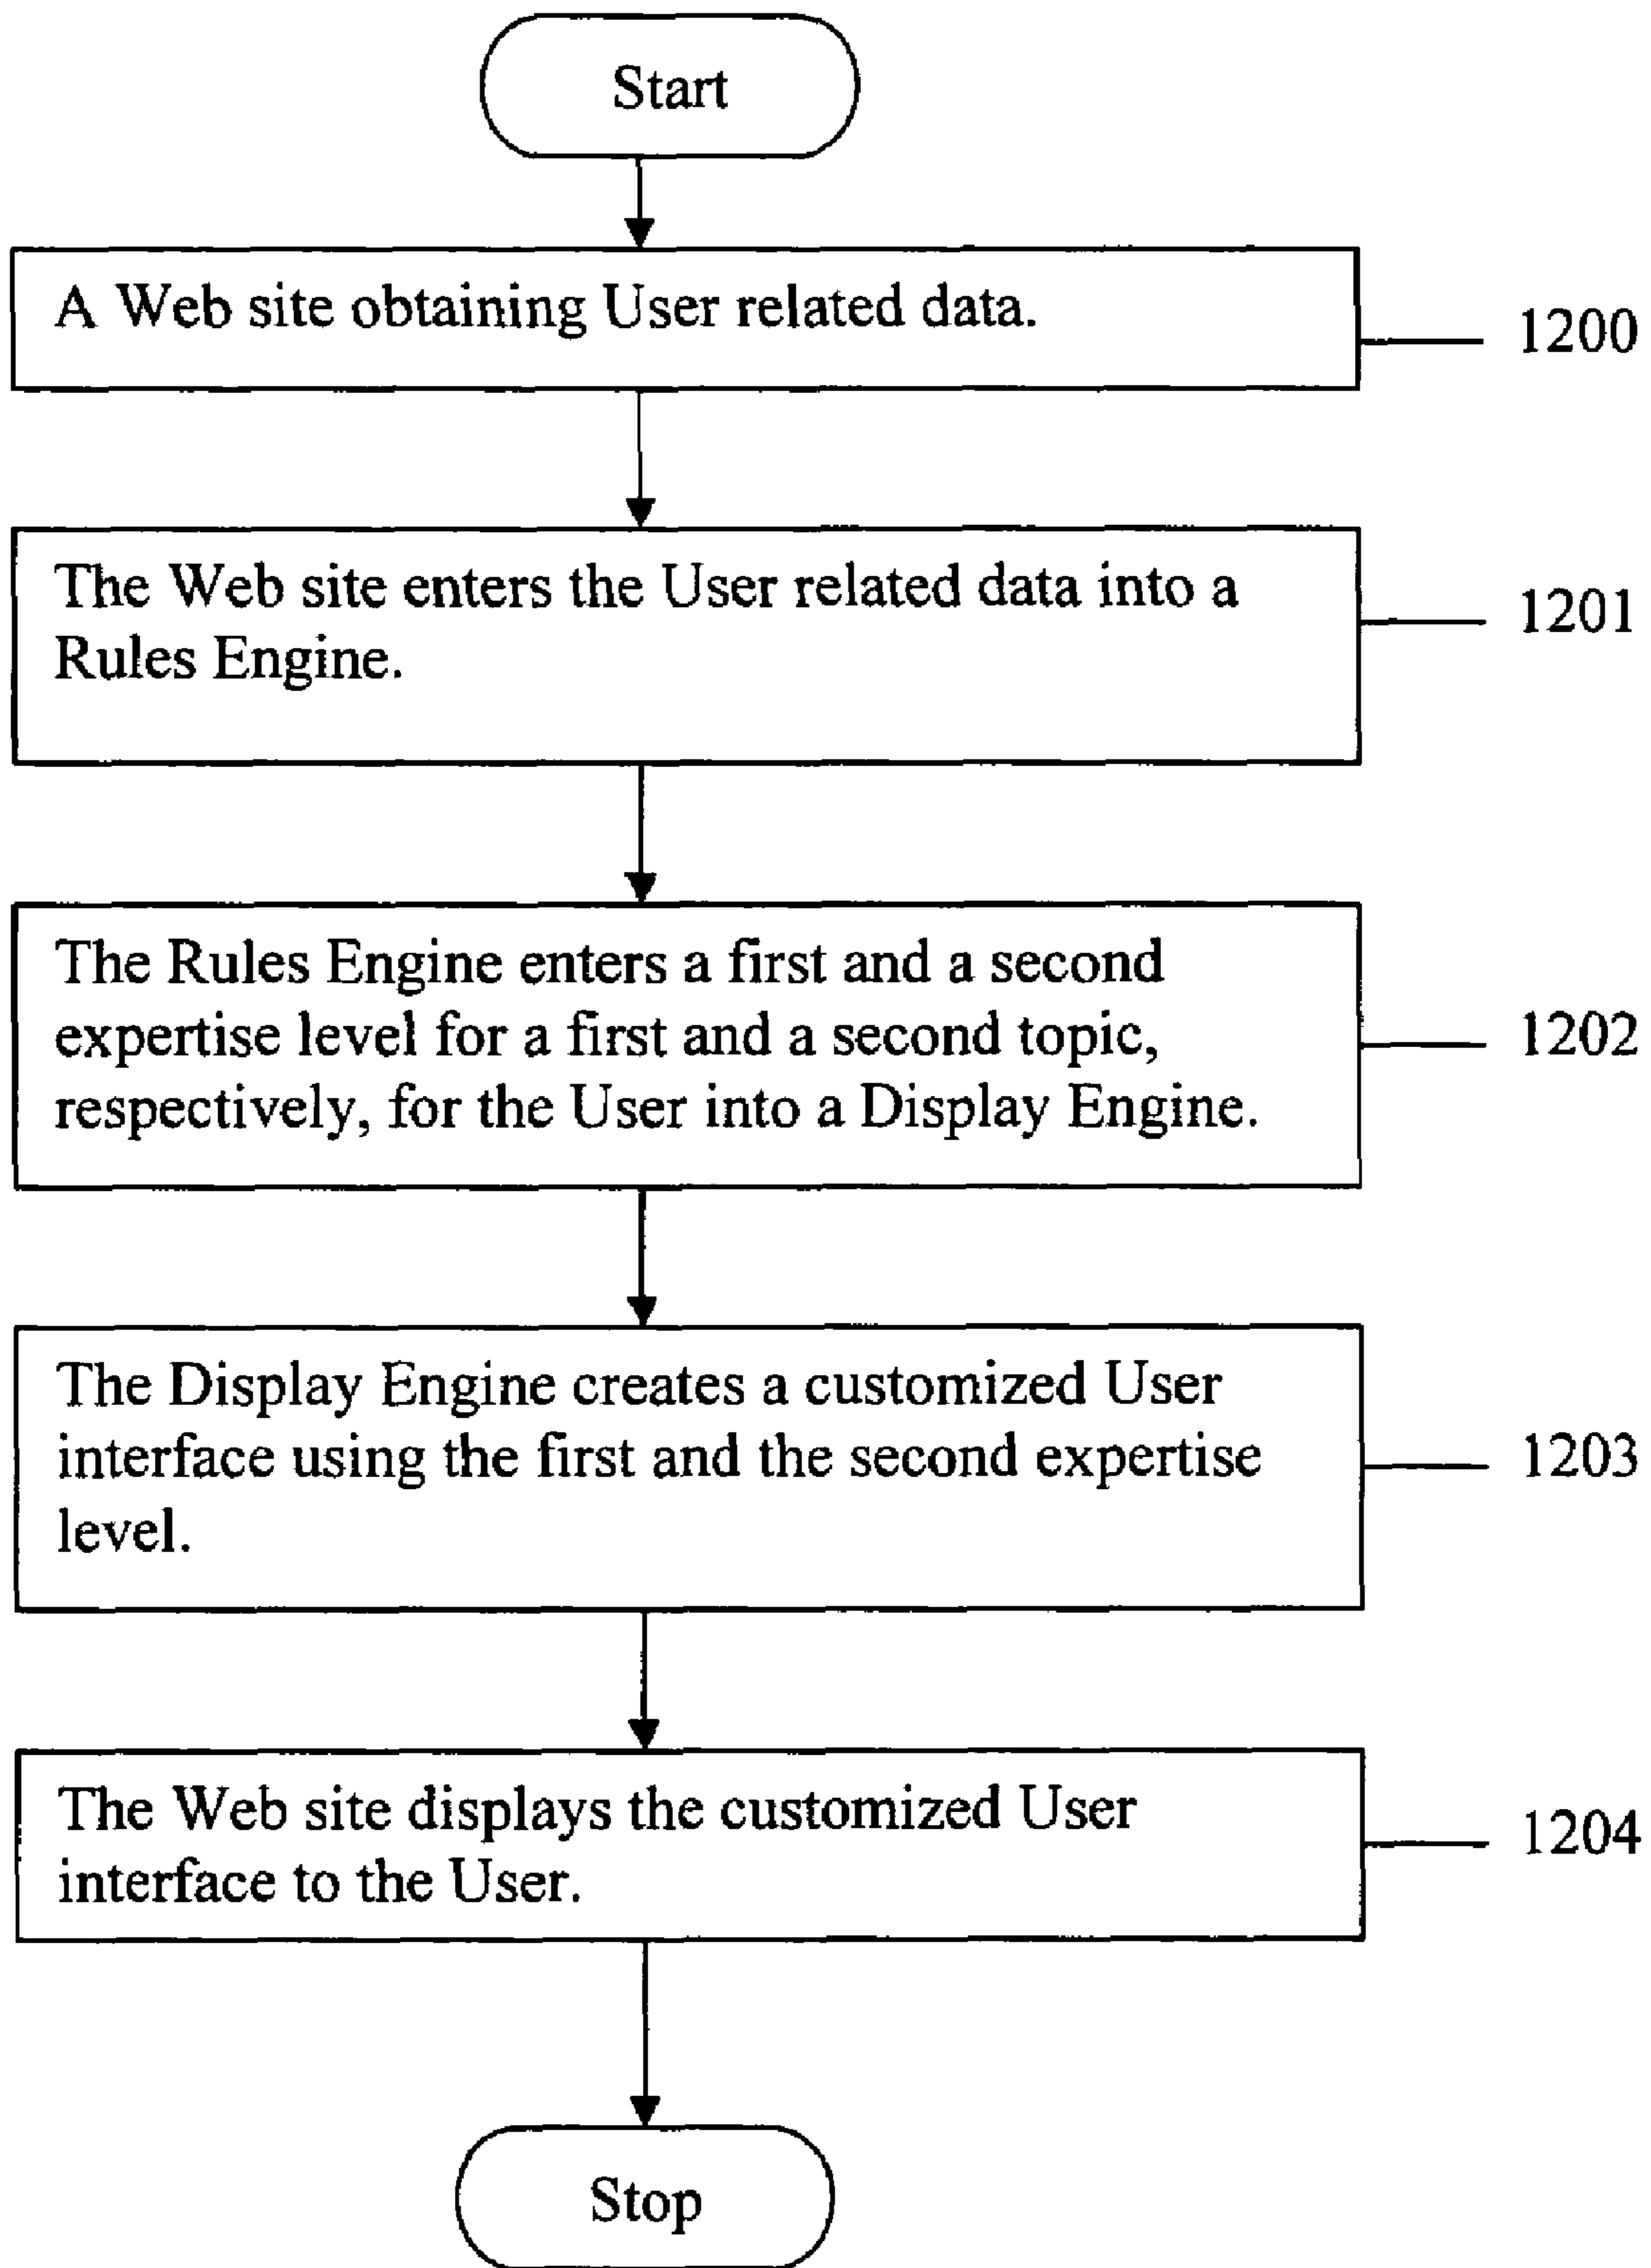 Start
A Web site obtaining User related data.
1200
The Web site enters the User related data into a
Rules Engine.
1201
The Rules Engine enters a first and a second
expertise level for a first and a second topic,
respectively, for the User into a Display Engine.
1202
The Display Engine creates a customized User
interface using the first and the second expertise
level.
1203
The Web site displays the customized User
interface to the User.
1204
Stop